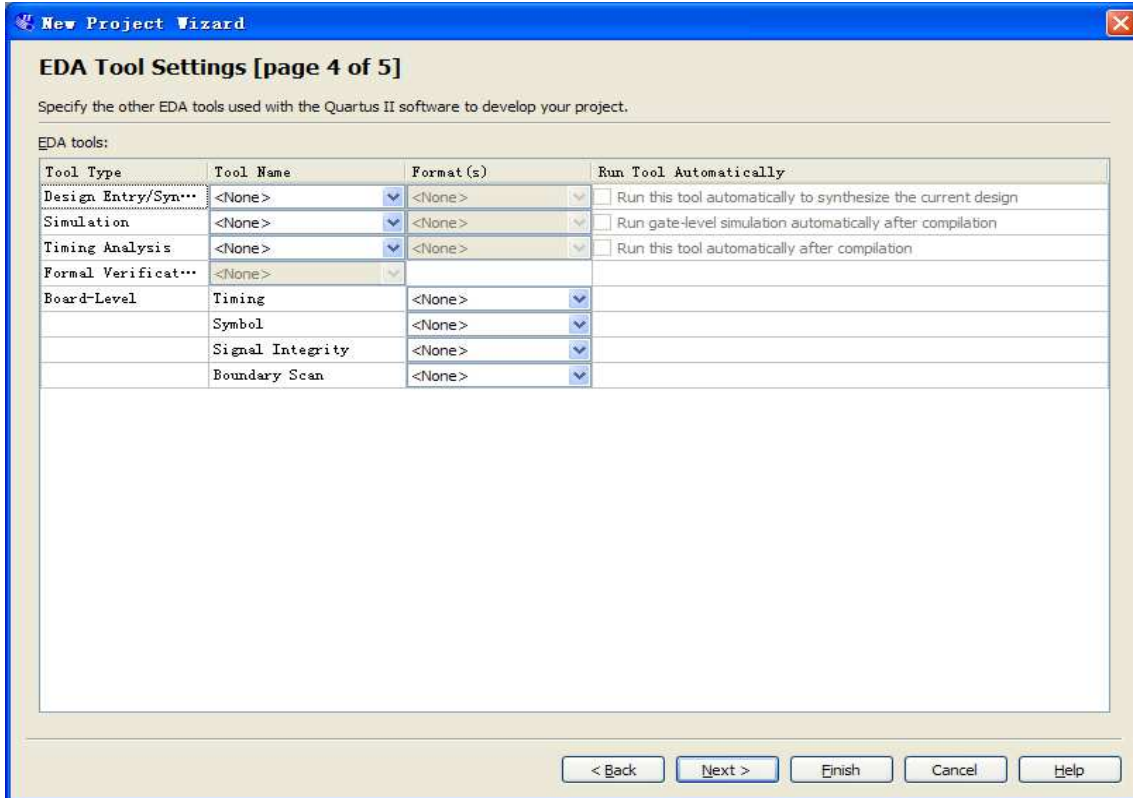 New Project Wizard
EDA Tool Settings [page 4 of 5]
Specify the other EDA tools used with the Quartus II software to develop your project.
EDA tools:
Tool Type Tool Name Format(s) Run Tool Automatically
Design Entry/Syn... <None> <None> Run this tool automatically to synthesize the current design
Simulation <None> <None> Run gate-level simulation automatically after compilation
Timing Analysis <None> <None> Run this tool automatically after compilation
Formal Verificat... <None>
Board-Level Timing <None>
Symbol <None>
Signal Integrity <None>
Boundary Scan <None>
< Back Next > Finish Cancel Help